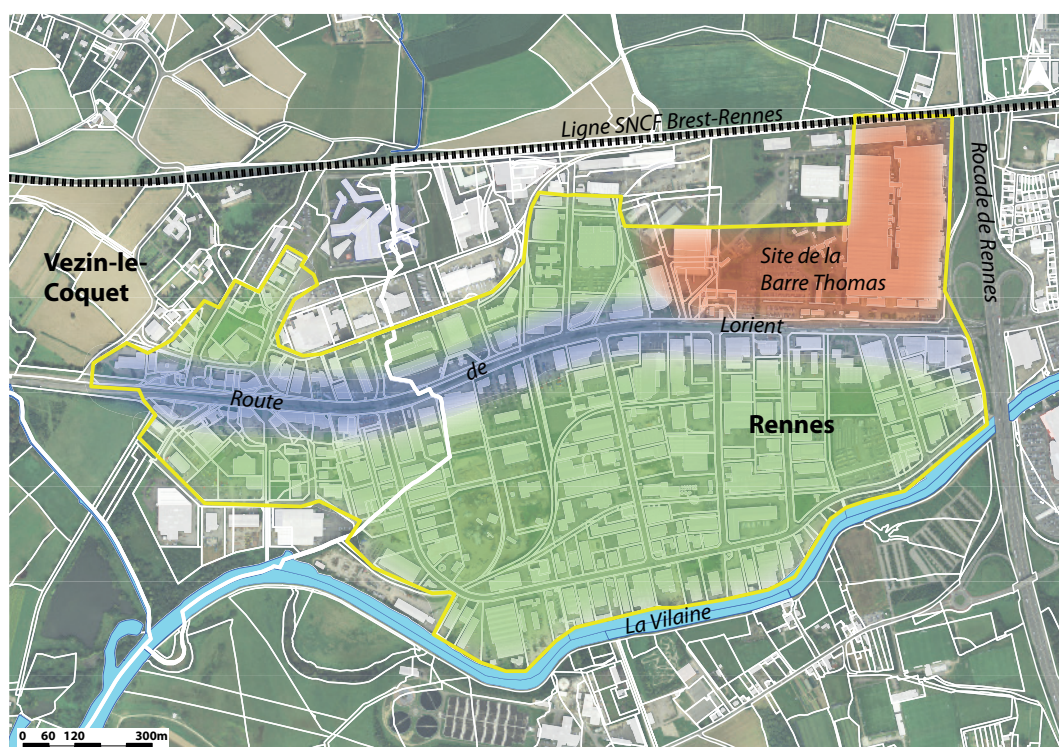 N
Ligne SNCF Brest-Rennes
Rocade de Rennes
Vezin-le-
Coquet
Site de la
Barre Thomas
Route
de
Lorient
Rennes
La Vilaine
0 60 120 300m